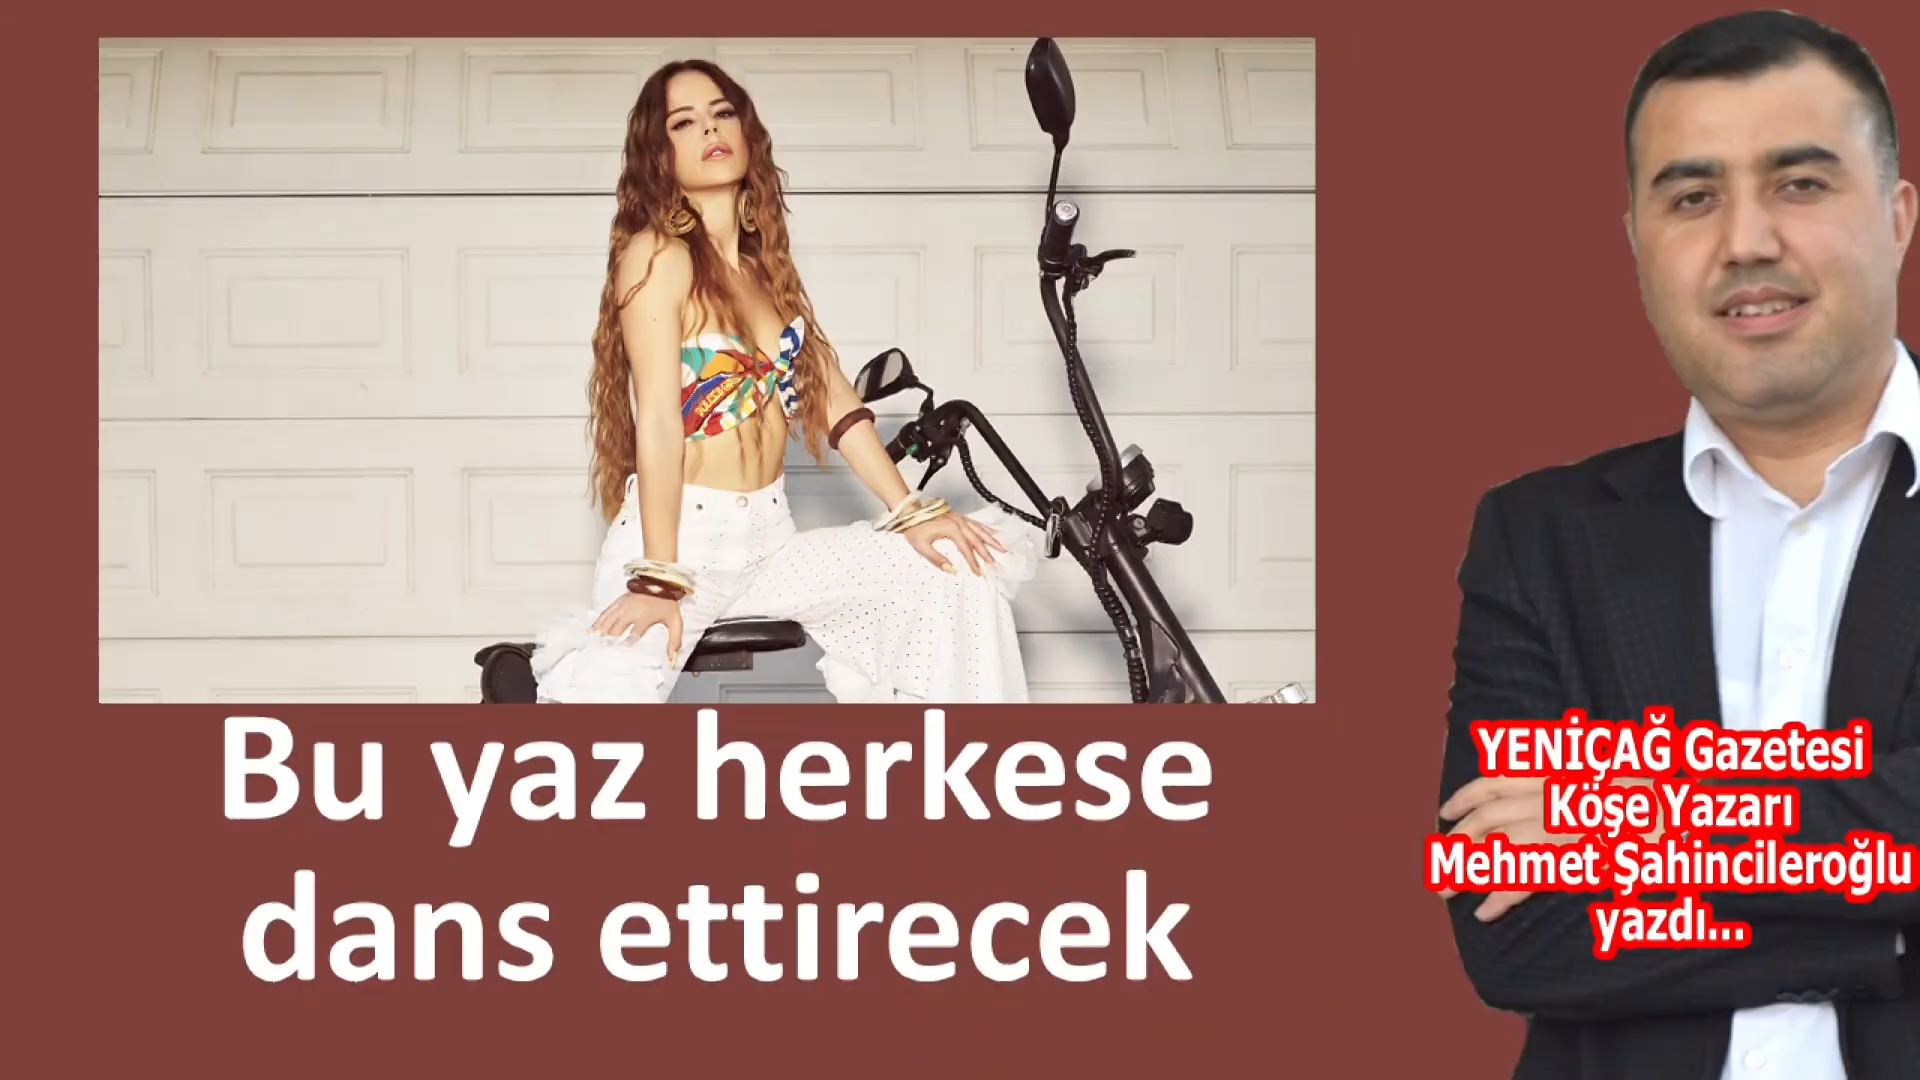 Bu yaz herkese
dans ettirecek
YENİÇAĞ Gazetesi
Köşe Yazarı
Mehmet Şahincileroğlu
yazdı...